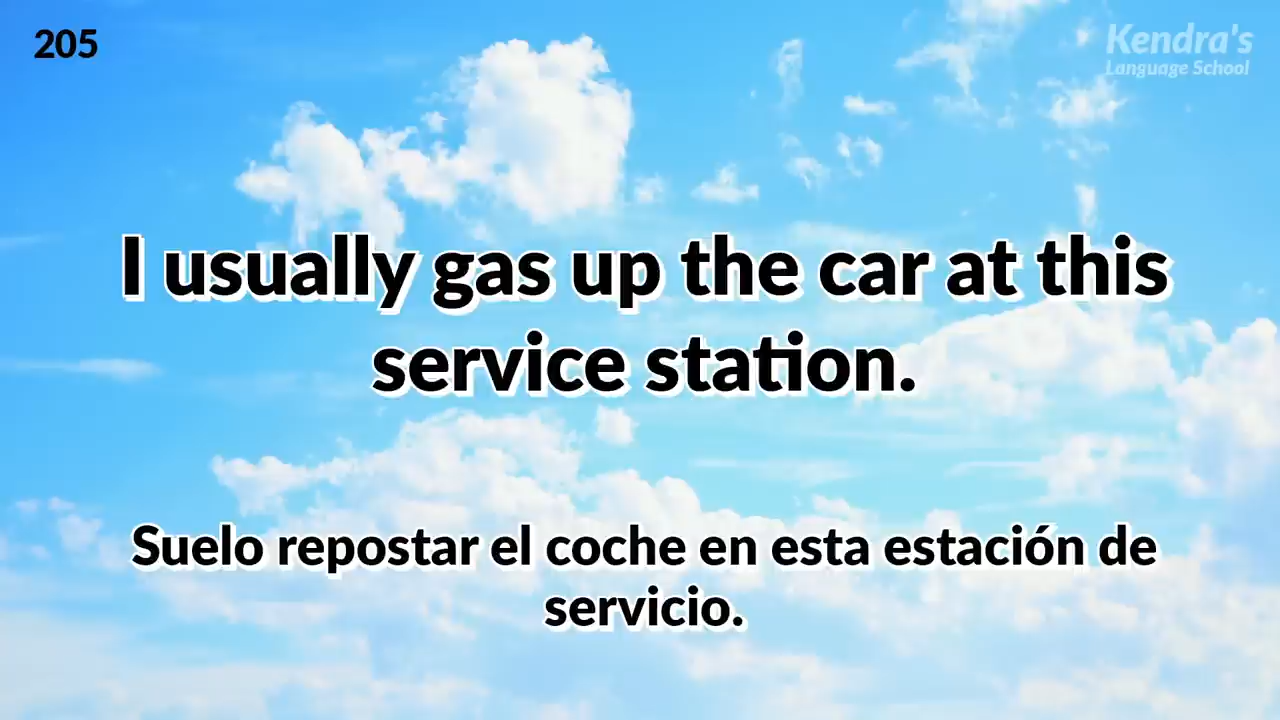 205
Kendra's
Language School
I usually gas up the car at this
service station.
Suelo repostar el coche en esta estación de
servicio.